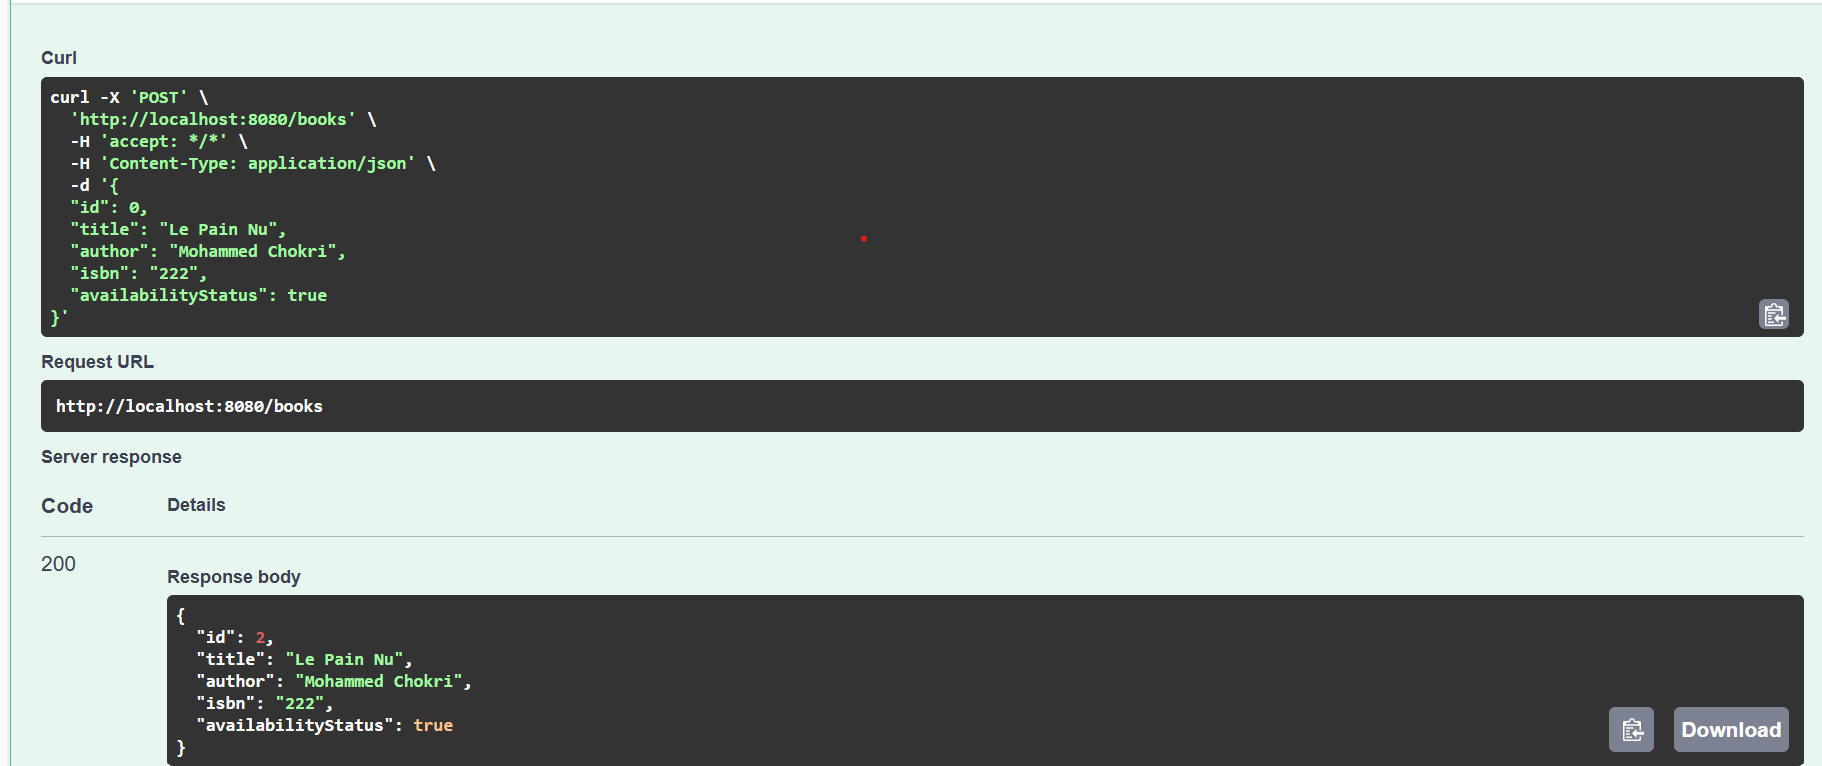 Curl
curl -X 'POST' \
  'http://localhost:8080/books' \
  -H 'accept: */*' \
  -H 'Content-Type: application/json' \
  -d '{
  "id": 0,
  "title": "Le Pain Nu",
  "author": "Mohammed Chokri",
  "isbn": "222",
  "availabilityStatus": true
}'
Request URL
http://localhost:8080/books
Server response
Code Details
200
Response body
{
  "id": 2,
  "title": "Le Pain Nu",
  "author": "Mohammed Chokri",
  "isbn": "222",
  "availabilityStatus": true
}
Download